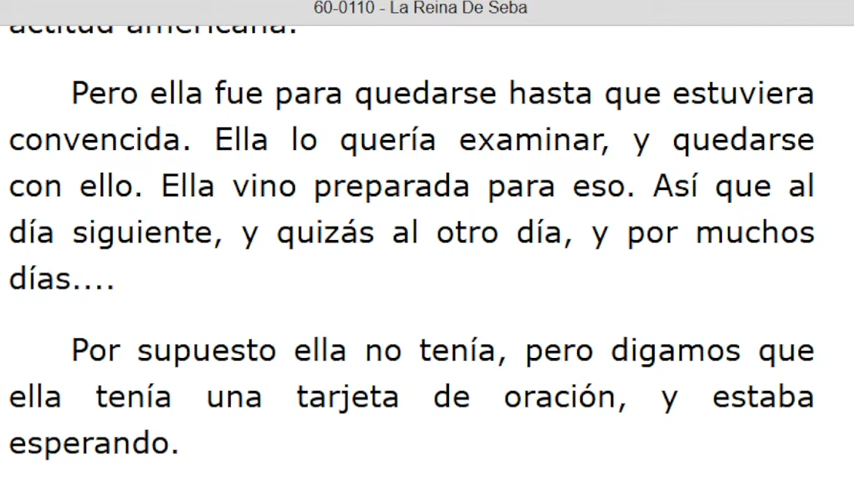 60-0110 - La Reina De Seba
actitud americana.
Pero ella fue para quedarse hasta que estuviera
convencida. Ella lo quería examinar, y quedarse
con ello. Ella vino preparada para eso. Así que al
día siguiente, y quizás al otro día, y por muchos
días....
Por supuesto ella no tenía, pero digamos que
ella tenía una tarjeta de oración, y estaba
esperando.